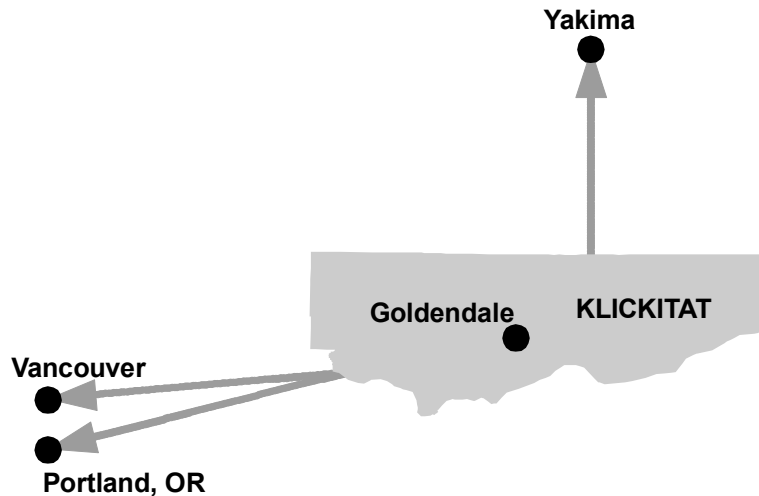 Yakima
Goldendale
KLICKITAT
Vancouver
Portland, OR